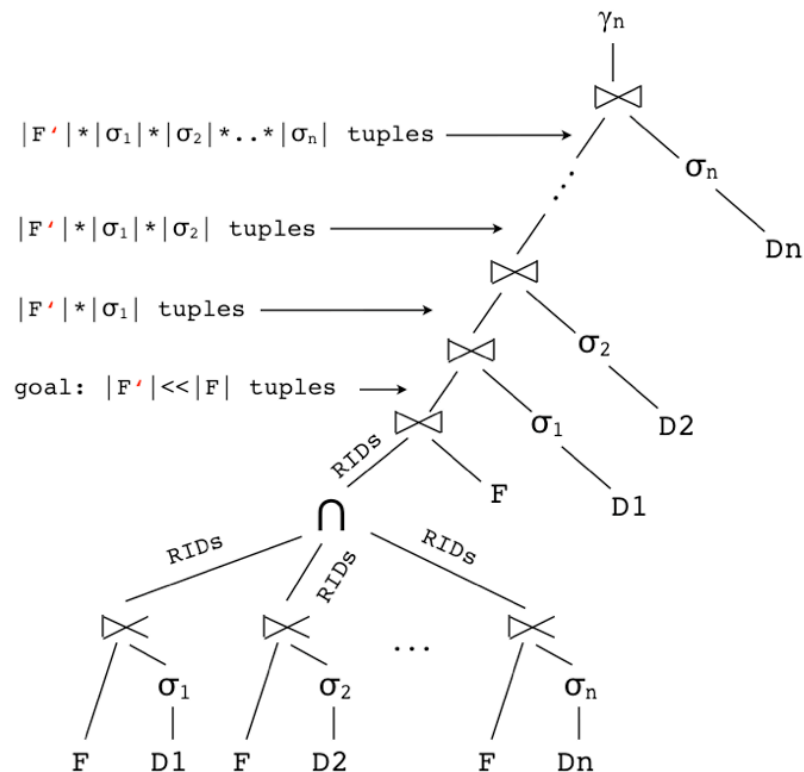 γn
|F‘|*|σ1|*|σ2|*..*|σn| tuples
σn
|F‘|*|σ1|*|σ2| tuples
Dn
|F‘|*|σ1| tuples
σ2
goal: |F‘|<<|F| tuples
σ1
D2
RIDs
F
D1
∩
RIDs
RIDs
RIDs
...
σ1
σ2
σn
F D1 F D2 F Dn